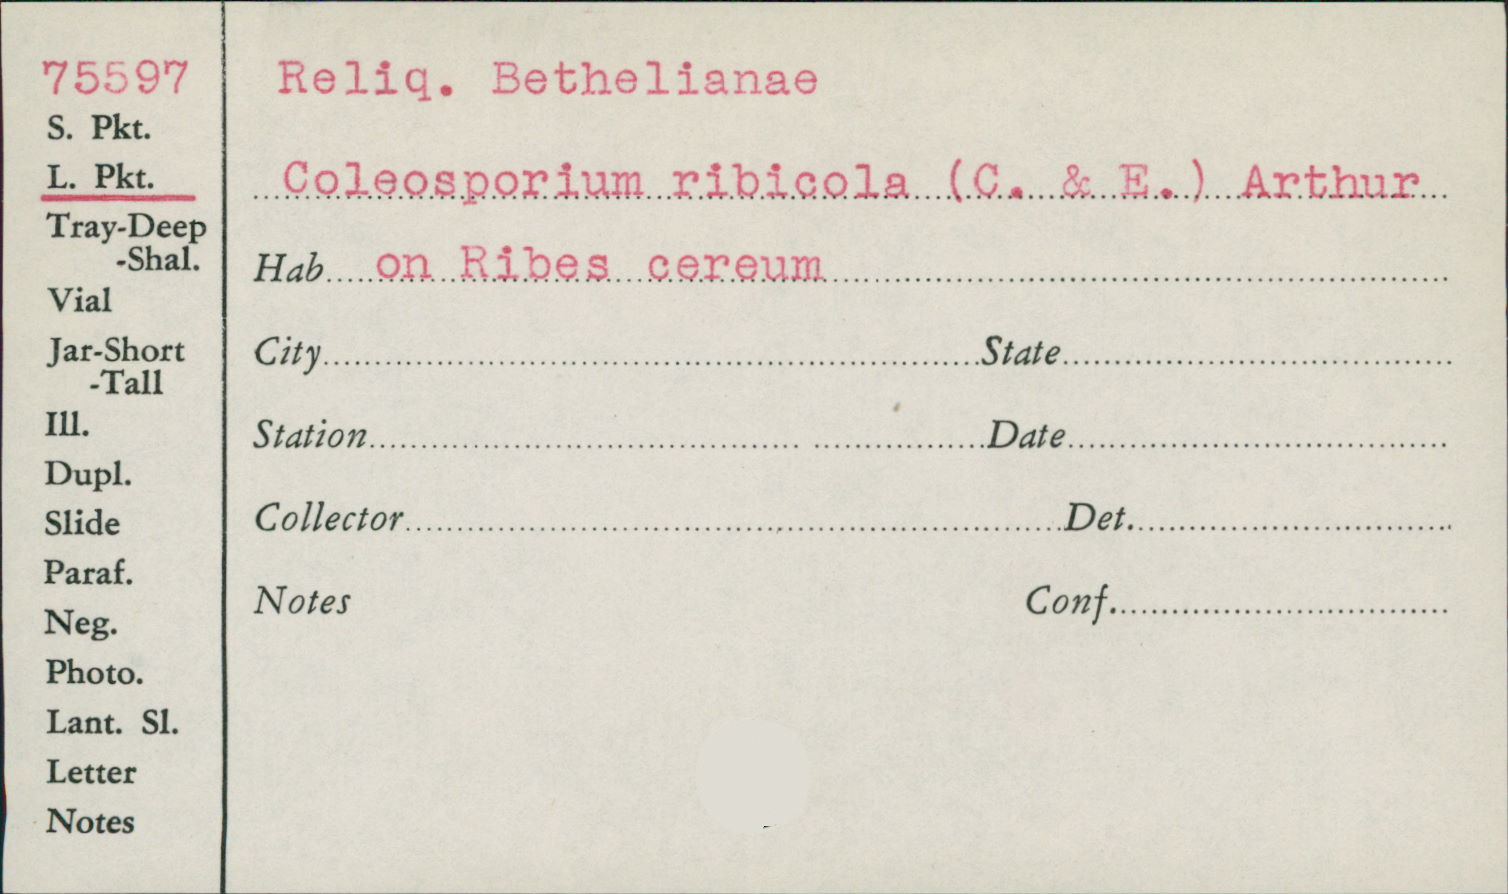 75597
S. Pkt.
L. Pkt.
Tray-Deep
-Shal.
Vial
Jar-Short
-Tall
Ill.
Dupl.
Slide
Paraf.
Neg.
Photo.
Lant. Sl.
Letter
Notes
Reliq. Bethelianae
Coleosporium ribicola (C. & E.) Arthur
Hab on Ribes cereum
City State
Station Date
Collector Det.
Notes Conf.